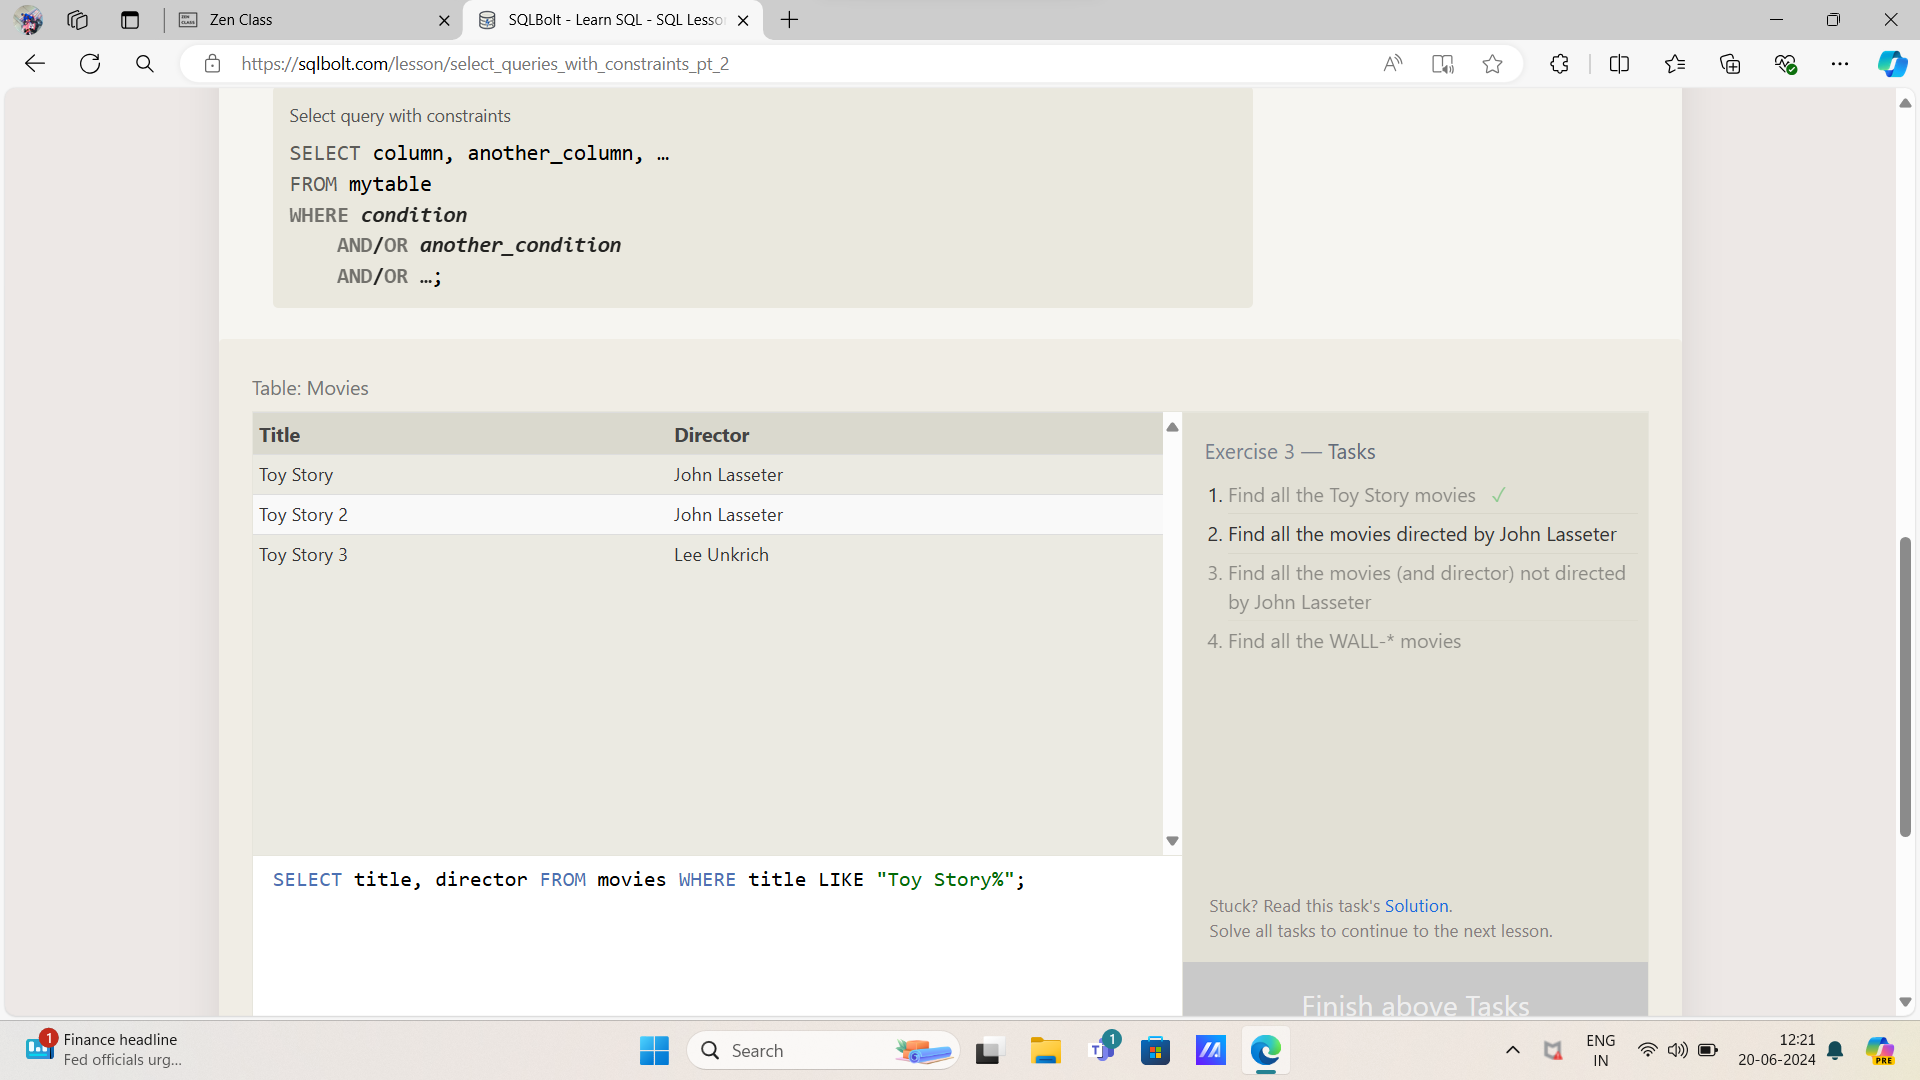 Zen Class
SQLBolt - Learn SQL - SQL Lesso
https://sqlbolt.com/lesson/select_queries_with_constraints_pt_2
Select query with constraints
SELECT column, another_column, …
FROM mytable
WHERE condition
AND/OR another_condition
AND/OR …;
Table: Movies
Title Director
Toy Story John Lasseter
Toy Story 2 John Lasseter
Toy Story 3 Lee Unkrich
Exercise 3 — Tasks
1. Find all the Toy Story movies ✓
2. Find all the movies directed by John Lasseter
3. Find all the movies (and director) not directed
by John Lasseter
4. Find all the WALL-* movies
SELECT title, director FROM movies WHERE title LIKE "Toy Story%";
Stuck? Read this task's Solution.
Solve all tasks to continue to the next lesson.
Finish above Tasks
1
Finance headline
Fed officials urg...
Search
1
ENG
IN
12:21
20-06-2024
PRE